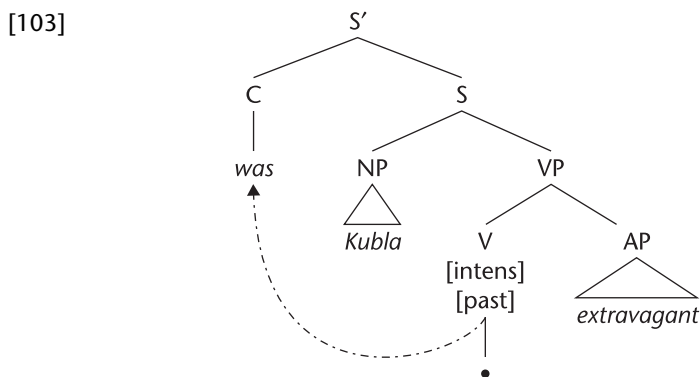 [103]
S′
C S
was NP VP
Kubla V AP
[intens]
[past] extravagant
•